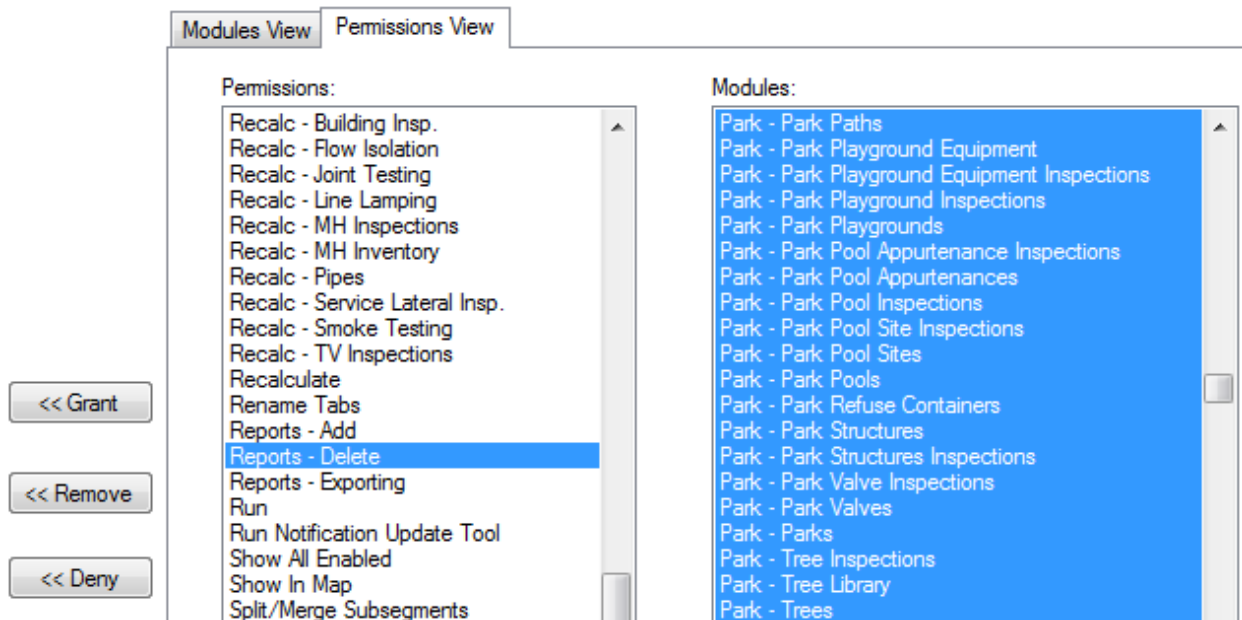 Modules View
Permissions View
Permissions:
Recalc - Building Insp.
Recalc - Flow Isolation
Recalc - Joint Testing
Recalc - Line Lamping
Recalc - MH Inspections
Recalc - MH Inventory
Recalc - Pipes
Recalc - Service Lateral Insp.
Recalc - Smoke Testing
Recalc - TV Inspections
Recalculate
Rename Tabs
Reports - Add
Reports - Delete
Reports - Exporting
Run
Run Notification Update Tool
Show All Enabled
Show In Map
Split/Merge Subsegments
Modules:
Park - Park Paths
Park - Park Playground Equipment
Park - Park Playground Equipment Inspections
Park - Park Playground Inspections
Park - Park Playgrounds
Park - Park Pool Appurtenance Inspections
Park - Park Pool Appurtenances
Park - Park Pool Inspections
Park - Park Pool Site Inspections
Park - Park Pool Sites
Park - Park Pools
Park - Park Refuse Containers
Park - Park Structures
Park - Park Structures Inspections
Park - Park Valve Inspections
Park - Park Valves
Park - Parks
Park - Tree Inspections
Park - Tree Library
Park - Trees
<< Grant
<< Remove
<< Deny